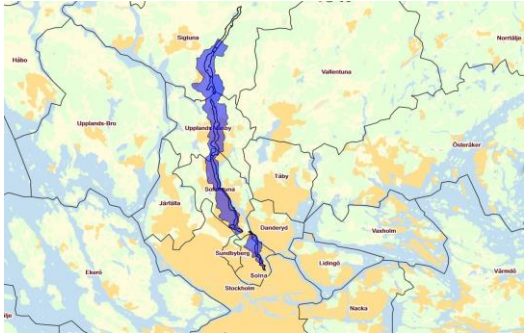 Sigtuna
Norrtälje
Håbo
Vallentuna
Upplands-Bro
Upplands-Väsby
Österåker
Täby
Sollentuna
Järfälla
Danderyd
Vaxholm
Sundbyberg
Lidingö
Ekerö
Solna
Värmdö
Stockholm
Nacka